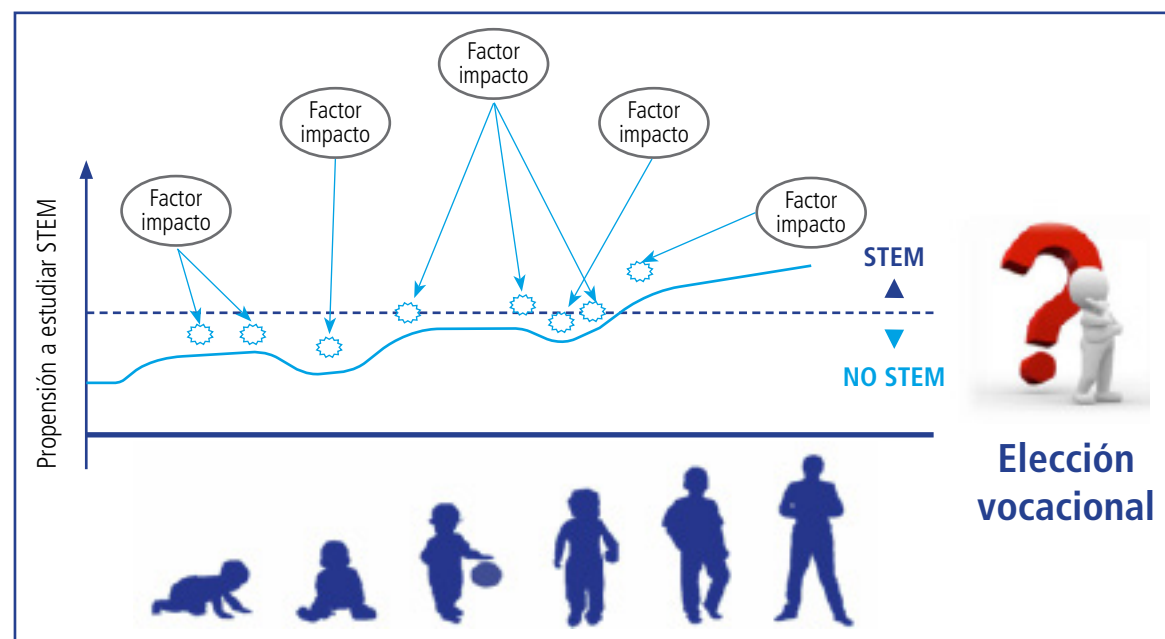 Factor
impacto
Factor
impacto
Factor
impacto
Factor
impacto
Factor
impacto
Propensión a estudiar STEM
STEM
NO STEM
Elección
vocacional